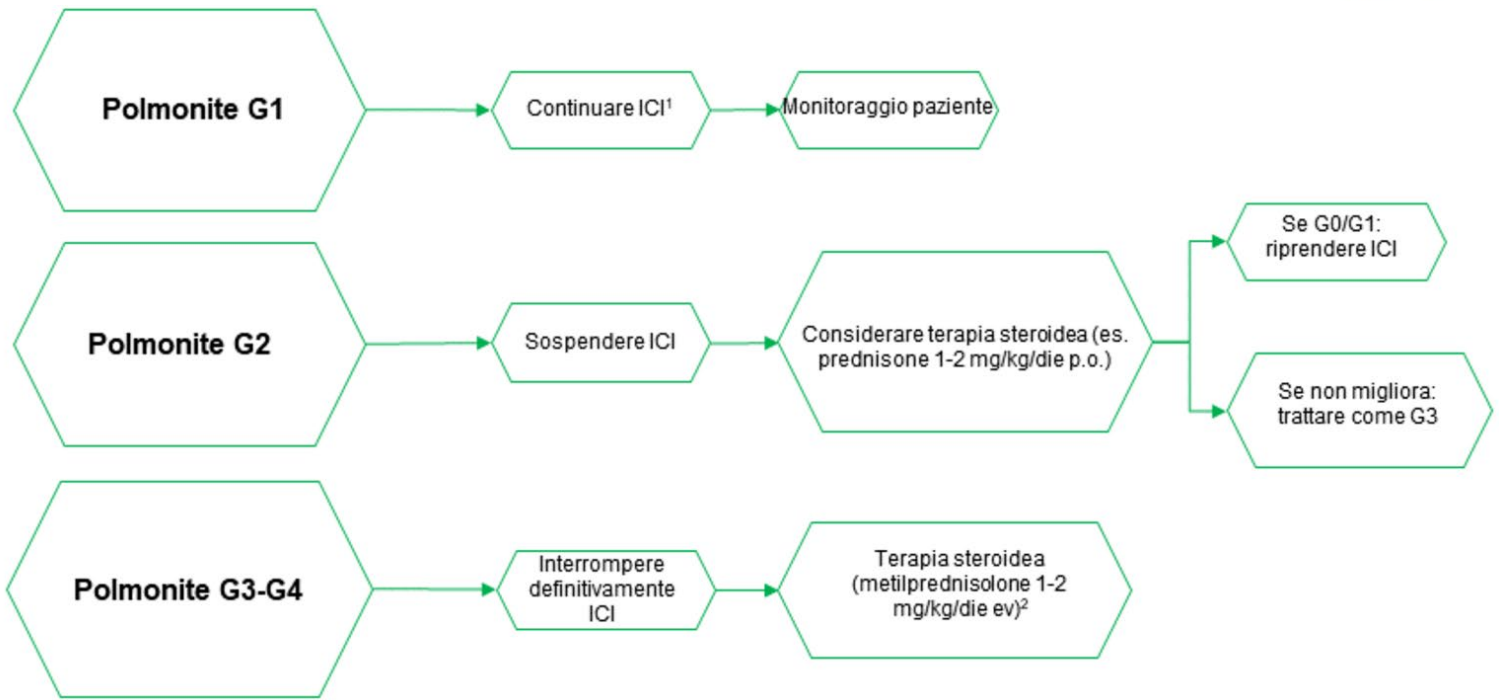 Polmonite G1
Continuare ICI¹
Monitoraggio paziente
Polmonite G2
Sospendere ICI
Considerare terapia steroidea (es.
prednisone 1-2 mg/kg/die p.o.)
Se G0/G1:
riprendere ICI
Se non migliora:
trattare come G3
Polmonite G3-G4
Interrompere
definitivamente
ICI
Terapia steroidea
(metilprednisolone 1-2
mg/kg/die ev)²